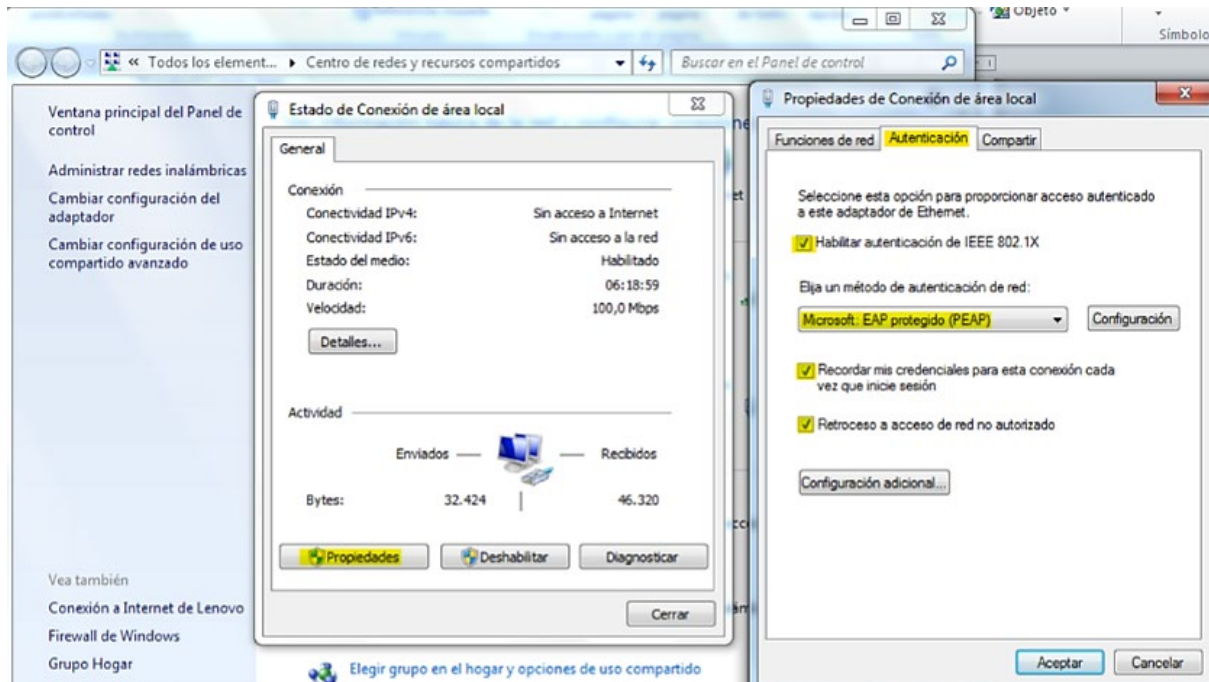 Objeto
Símbolo
« Todos los element... ▸ Centro de redes y recursos compartidos
Buscar en el Panel de control
Ventana principal del Panel de
control
Administrar redes inalámbricas
Cambiar configuración del
adaptador
Cambiar configuración de uso
compartido avanzado
Vea también
Conexión a Internet de Lenovo
Firewall de Windows
Grupo Hogar
Elegir grupo en el hogar y opciones de uso compartido
Estado de Conexión de área local
General
Conexión
Conectividad IPv4: Sin acceso a Internet
Conectividad IPv6: Sin acceso a la red
Estado del medio: Habilitado
Duración: 06:18:59
Velocidad: 100,0 Mbps
Detalles...
Actividad
Enviados — — Recibidos
Bytes: 32.424 | 46.320
Propiedades Deshabilitar Diagnosticar
Cerrar
Propiedades de Conexión de área local
Funciones de red Autenticación Compartir
Seleccione esta opción para proporcionar acceso autenticado
a este adaptador de Ethernet.
Habilitar autenticación de IEEE 802.1X
Elija un método de autenticación de red:
Microsoft: EAP protegido (PEAP) Configuración
Recordar mis credenciales para esta conexión cada
vez que inicie sesión
Retroceso a acceso de red no autorizado
Configuración adicional...
Aceptar Cancelar